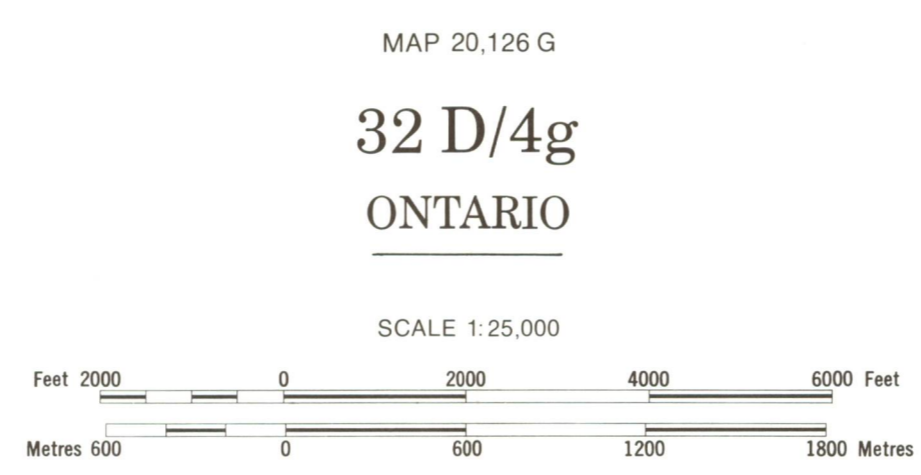 MAP 20,126 G
32 D/4g
ONTARIO
SCALE 1:25,000
Feet 2000 0 2000 4000 6000 Feet
Metres 600 0 600 1200 1800 Metres